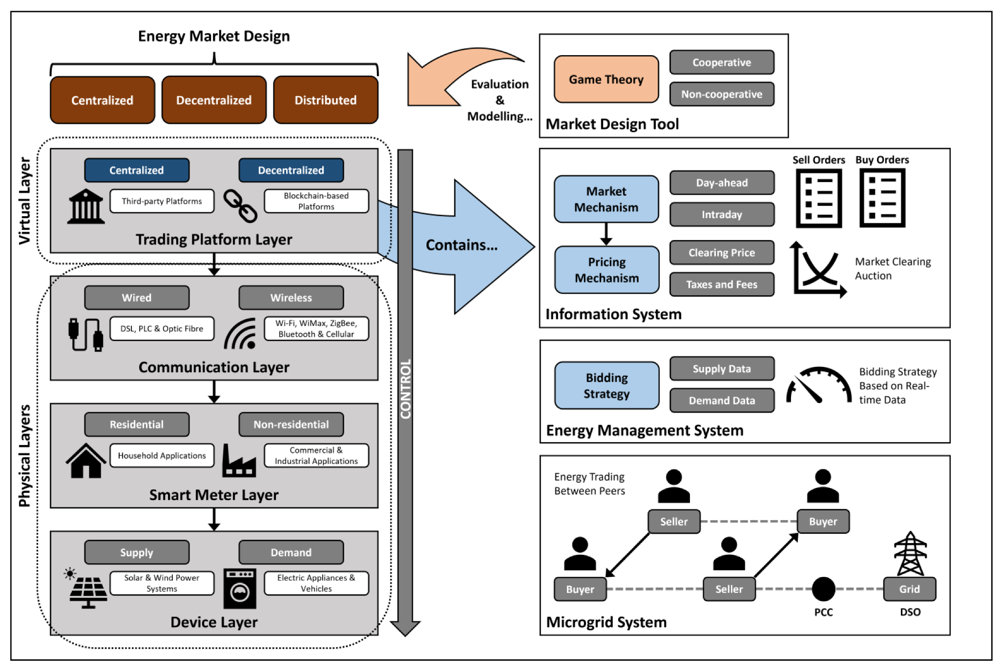 Energy Market Design
Centralized
Decentralized
Distributed
Evaluation
&
Modelling...
Game Theory
Cooperative
Non-cooperative
Market Design Tool
Virtual Layer
Centralized
Decentralized
Third-party Platforms
Blockchain-based
Platforms
Trading Platform Layer
Contains...
CONTROL
Market
Mechanism
Day-ahead
Intraday
Sell Orders
Buy Orders
Pricing
Mechanism
Clearing Price
Taxes and Fees
Market Clearing
Auction
Information System
Physical Layers
Wired
Wireless
DSL, PLC & Optic Fibre
Wi-Fi, WiMax, ZigBee,
Bluetooth & Cellular
Communication Layer
Bidding
Strategy
Supply Data
Demand Data
Bidding Strategy
Based on Real-
time Data
Energy Management System
Residential
Non-residential
Household Applications
Commercial &
Industrial Applications
Smart Meter Layer
Supply
Demand
Solar & Wind Power
Systems
Electric Appliances &
Vehicles
Device Layer
Energy Trading
Between Peers
Seller
Buyer
Buyer
Seller
Grid
PCC
DSO
Microgrid System